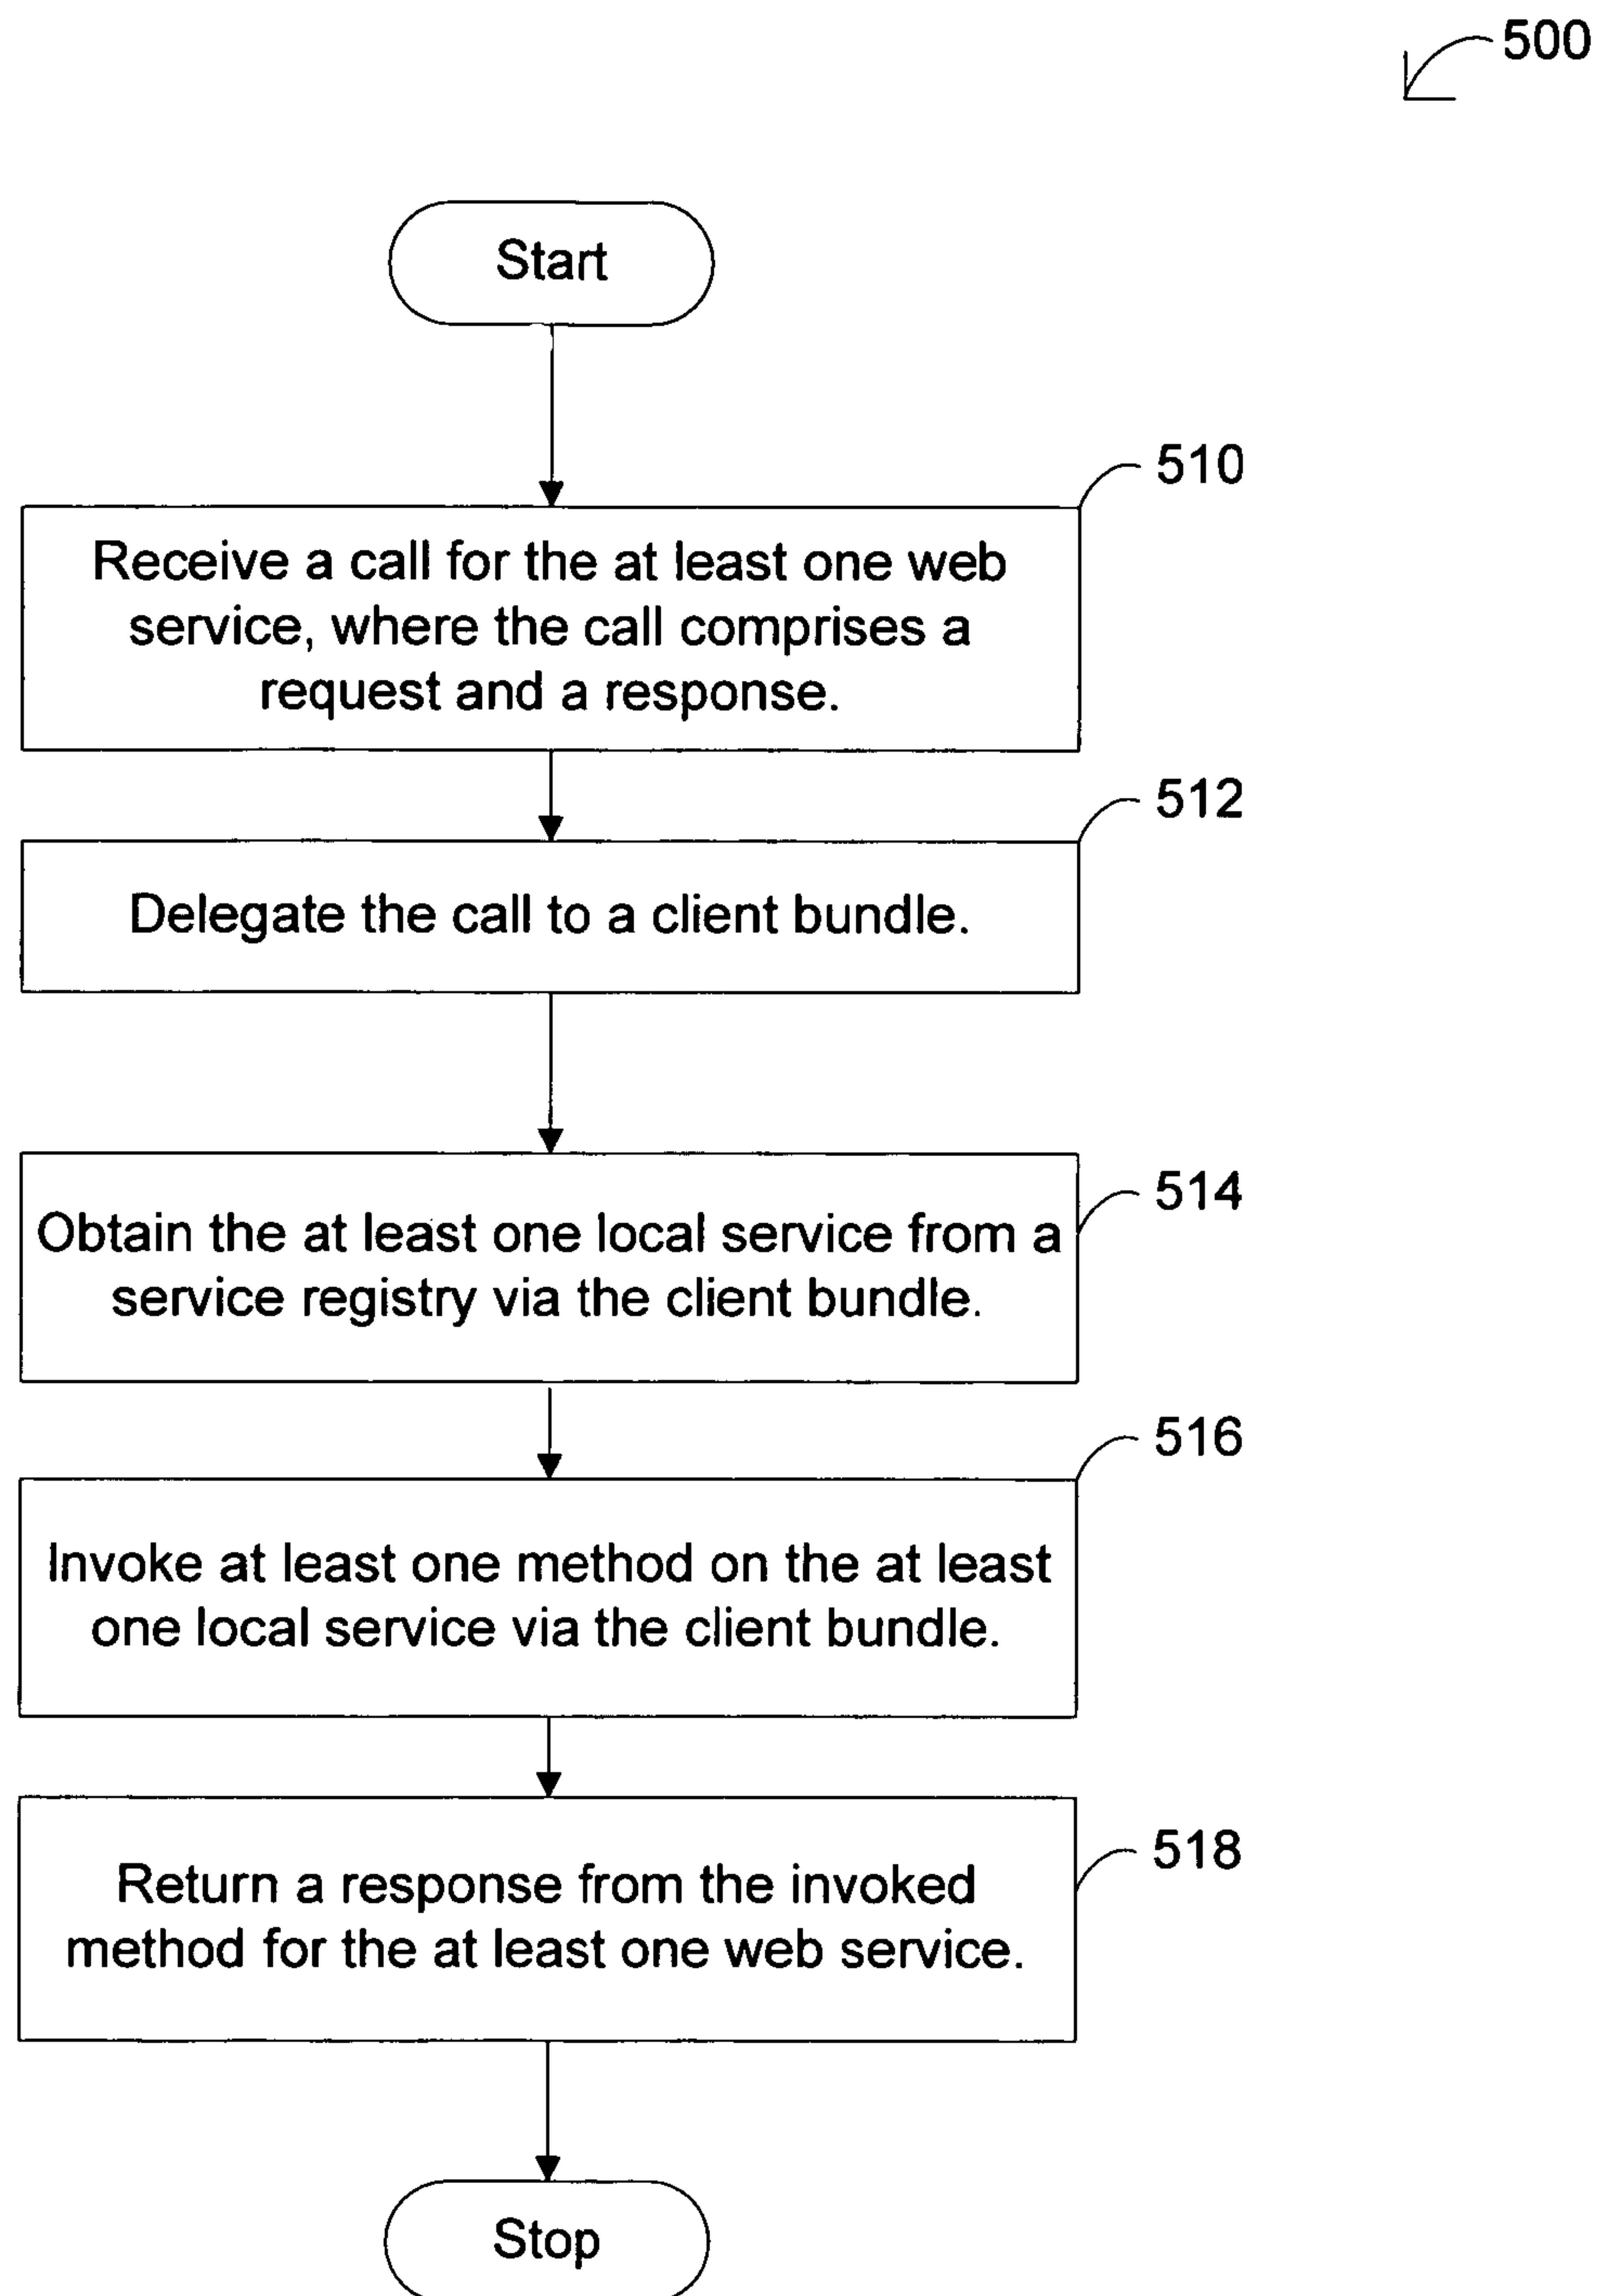 500
Start
510
Receive a call for the at least one web
service, where the call comprises a
request and a response.
512
Delegate the call to a client bundle.
514
Obtain the at least one local service from a
service registry via the client bundle.
516
Invoke at least one method on the at least
one local service via the client bundle.
518
Return a response from the invoked
method for the at least one web service.
Stop